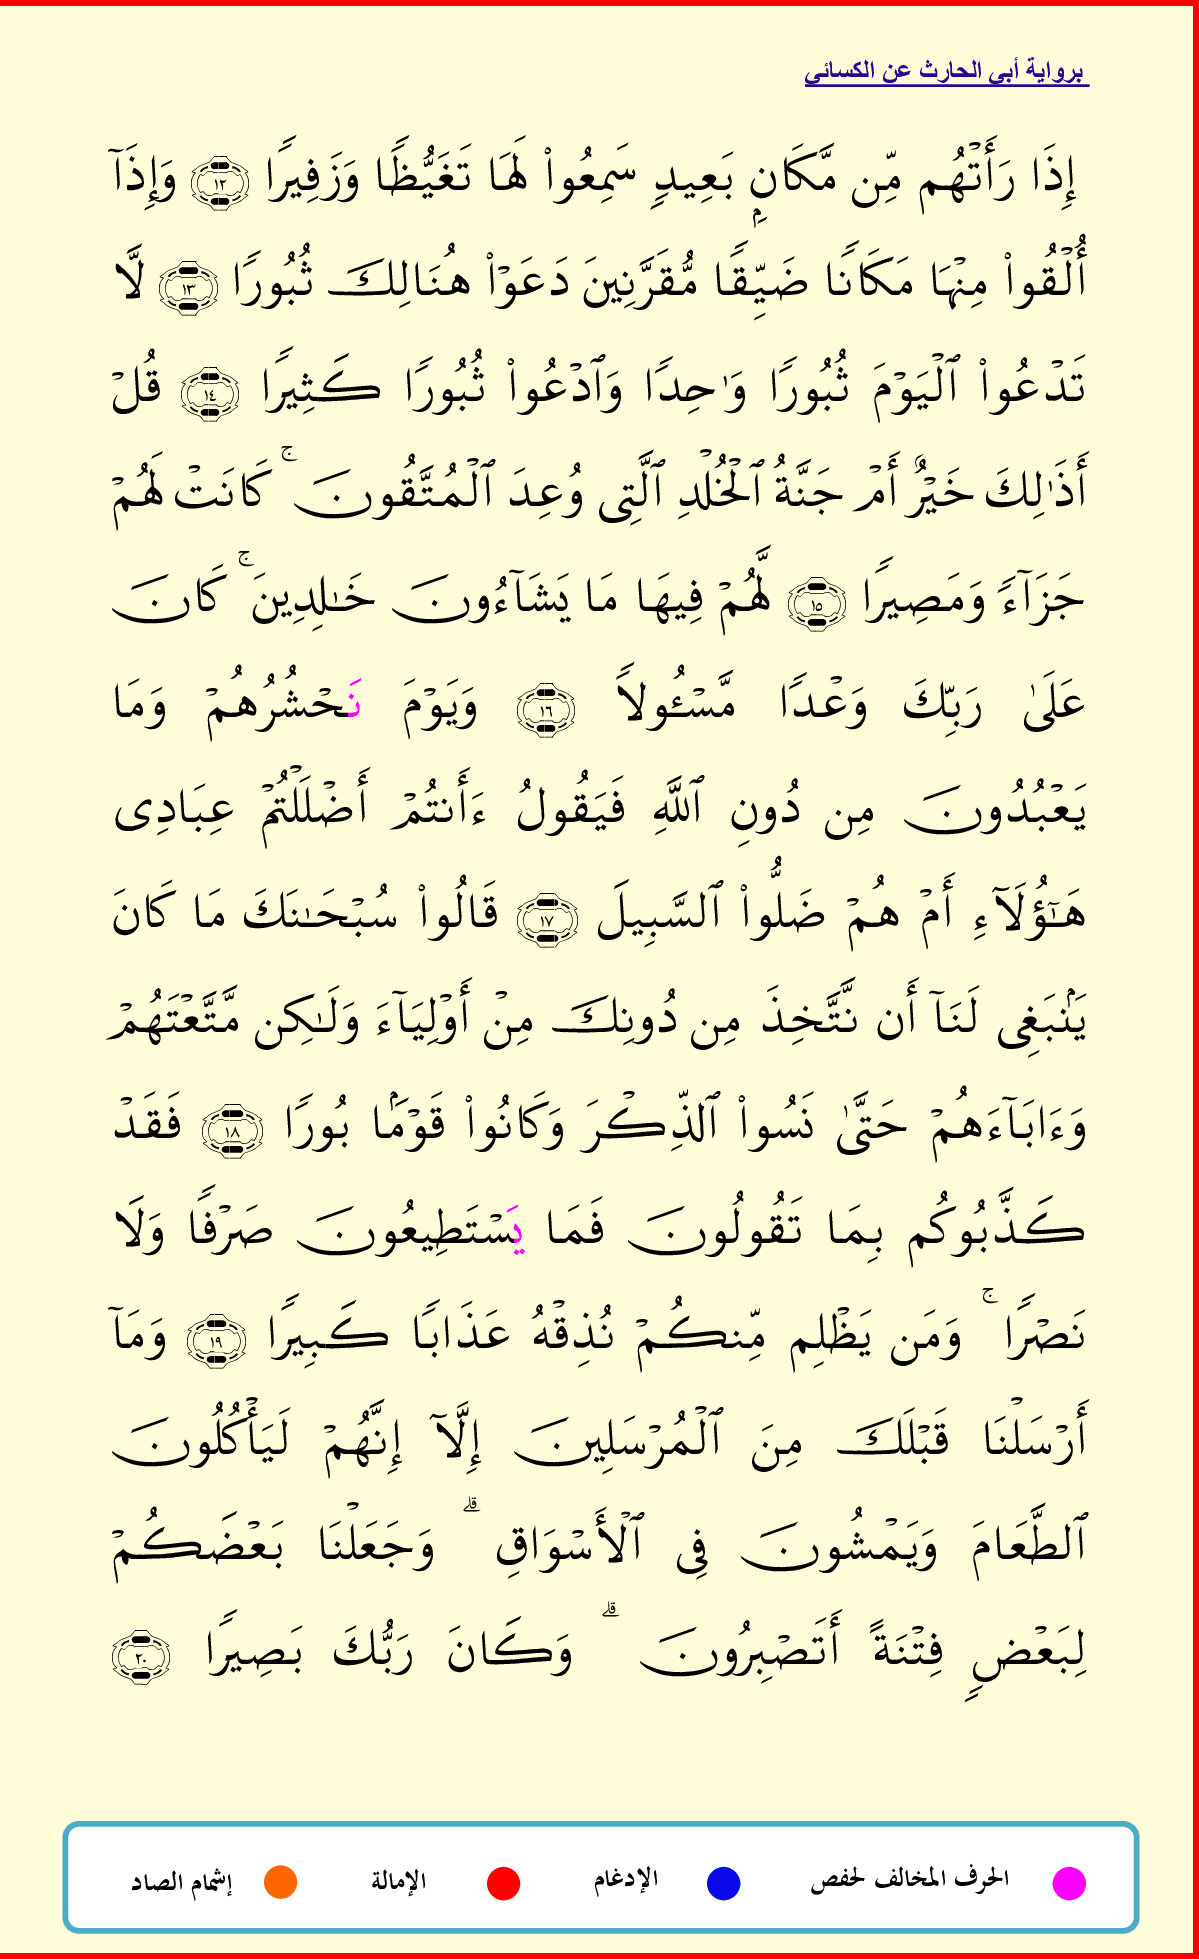 برواية أبي الحارث عن الكسائي
إِذَا رَأَتْهُم مِّن مَّكَانِۭ بَعِيدٍ سَمِعُوا۟ لَهَا تَغَيُّظًا وَزَفِيرًا ١٢ وَإِذَآ
أُلْقُوا۟ مِنْهَا مَكَانًا ضَيِّقًا مُّقَرَّنِينَ دَعَوْا۟ هُنَالِكَ ثُبُورًا ١٣ لَّا
تَدْعُوا۟ ٱلْيَوْمَ ثُبُورًا وَٰحِدًا وَٱدْعُوا۟ ثُبُورًا كَثِيرًا ١٤ قُلْ
أَذَٰلِكَ خَيْرٌ أَمْ جَنَّةُ ٱلْخُلْدِ ٱلَّتِى وُعِدَ ٱلْمُتَّقُونَ ۚ كَانَتْ لَهُمْ
جَزَآءً وَمَصِيرًا ١٥ لَّهُمْ فِيهَا مَا يَشَآءُونَ خَـٰلِدِينَ ۚ كَانَ
عَلَىٰ رَبِّكَ وَعْدًا مَّسْـُٔولًا ١٦ وَيَوْمَ نَحْشُرُهُمْ وَمَا
يَعْبُدُونَ مِن دُونِ ٱللَّهِ فَيَقُولُ ءَأَنتُمْ أَضْلَلْتُمْ عِبَادِى
هَـٰٓؤُلَآءِ أَمْ هُمْ ضَلُّوا۟ ٱلسَّبِيلَ ١٧ قَالُوا۟ سُبْحَـٰنَكَ مَا كَانَ
يَنۢبَغِى لَنَآ أَن نَّتَّخِذَ مِن دُونِكَ مِنْ أَوْلِيَآءَ وَلَـٰكِن مَّتَّعْتَهُمْ
وَءَابَآءَهُمْ حَتَّىٰ نَسُوا۟ ٱلذِّكْرَ وَكَانُوا۟ قَوْمَۢا بُورًا ١٨ فَقَدْ
كَذَّبُوكُم بِمَا تَقُولُونَ فَمَا يَسْتَطِيعُونَ صَرْفًا وَلَا
نَصْرًا ۚ وَمَن يَظْلِم مِّنكُمْ نُذِقْهُ عَذَابًا كَبِيرًا ١٩ وَمَآ
أَرْسَلْنَا قَبْلَكَ مِنَ ٱلْمُرْسَلِينَ إِلَّآ إِنَّهُمْ لَيَأْكُلُونَ
ٱلطَّعَامَ وَيَمْشُونَ فِى ٱلْأَسْوَاقِ ۗ وَجَعَلْنَا بَعْضَكُمْ
لِبَعْضٍ فِتْنَةً أَتَصْبِرُونَ ۗ وَكَانَ رَبُّكَ بَصِيرًا ٢٠
الحرف المخالف لحفص الإدغام الإمالة إشمام الصاد